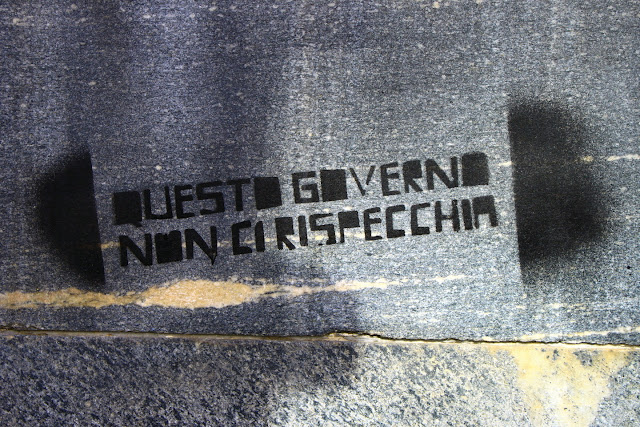 QUESTO GOVERNO
NON CI RISPECCHIA